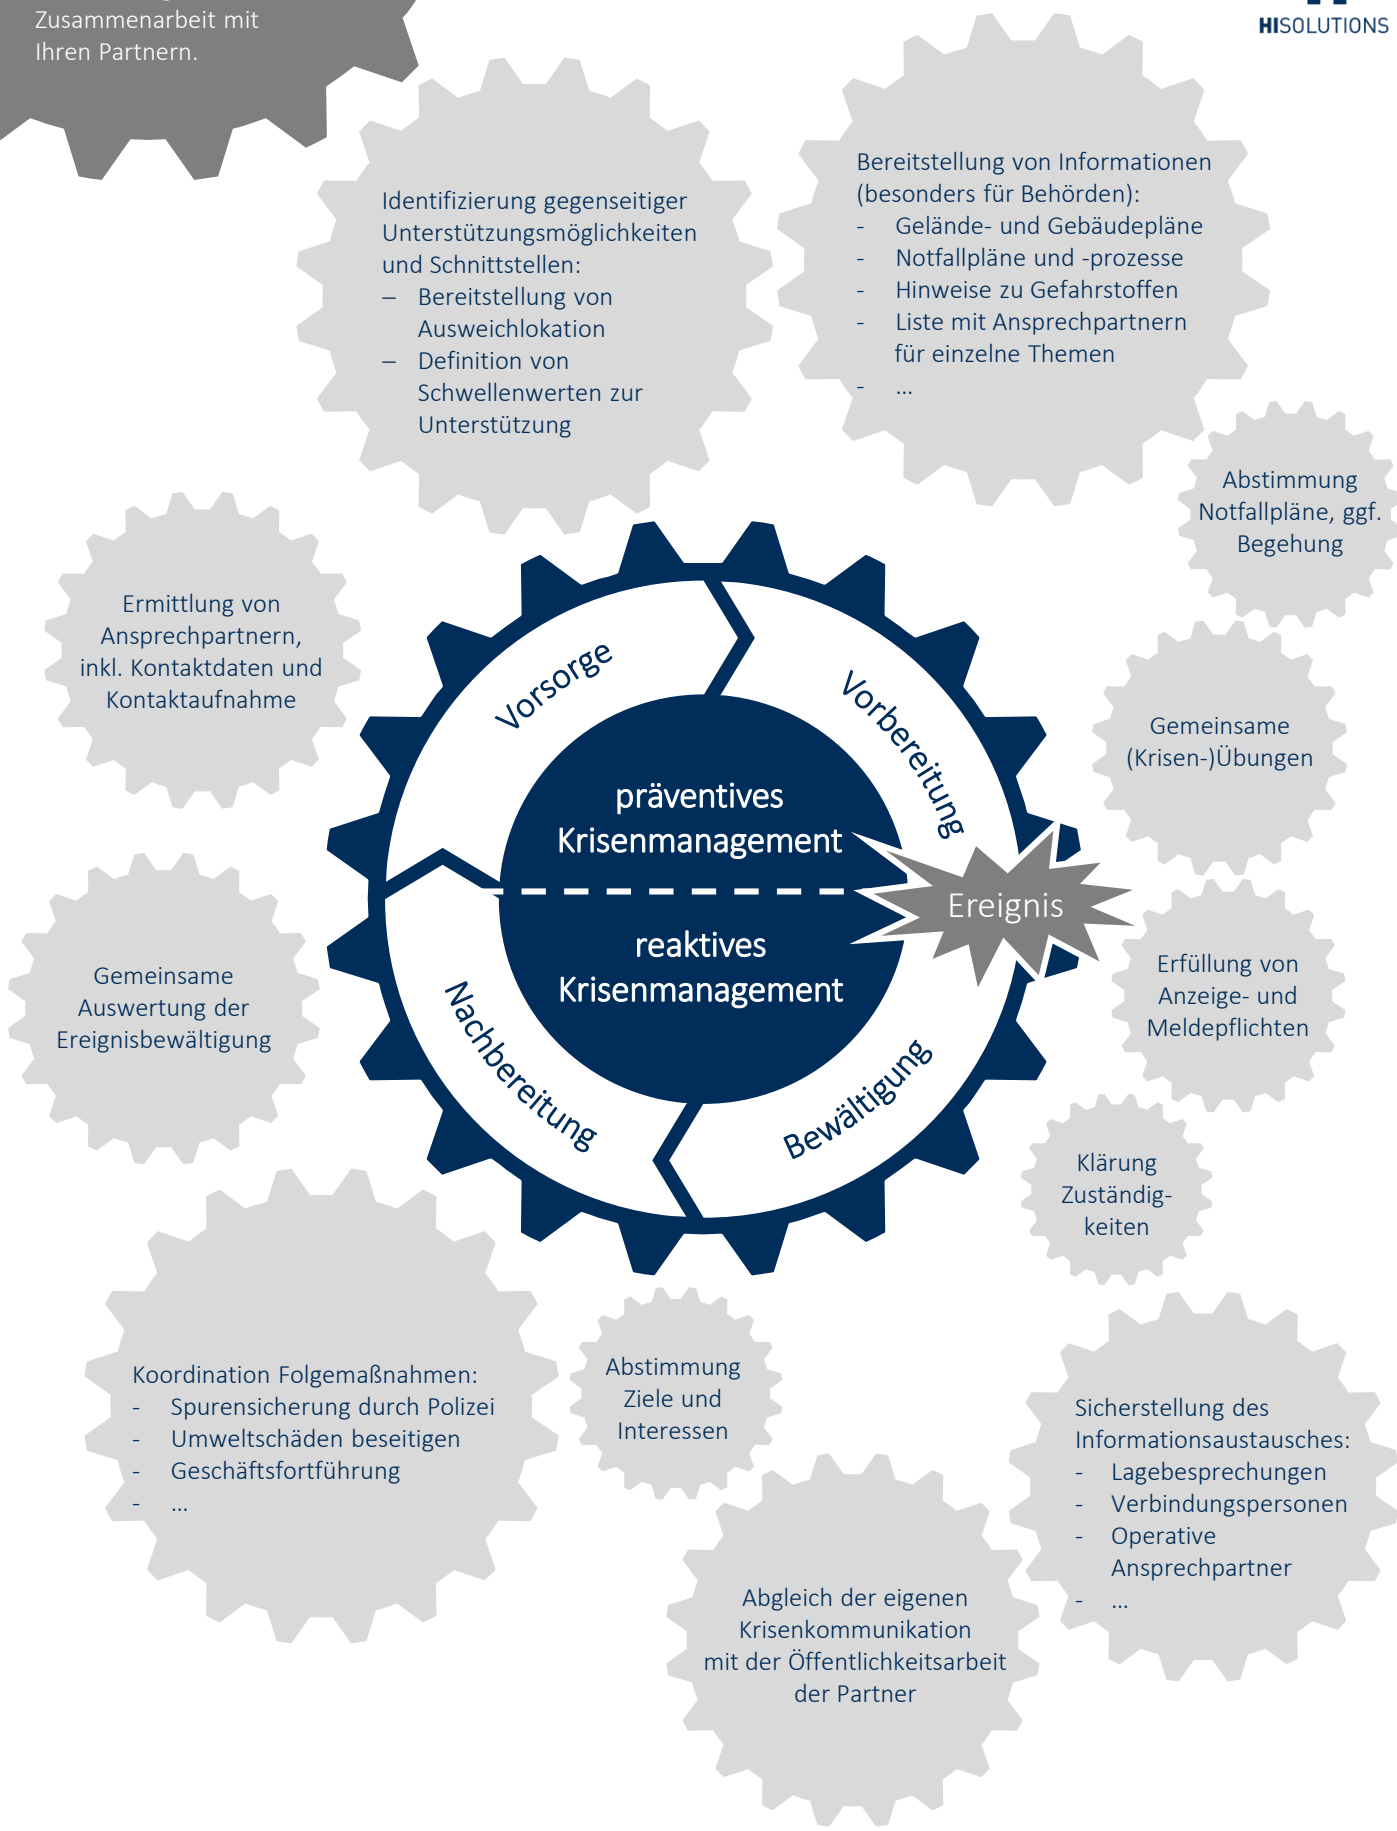 Zusammenarbeit mit
Ihren Partnern.
HISOLUTIONS
Identifizierung gegenseitiger
Unterstützungsmöglichkeiten
und Schnittstellen:
– Bereitstellung von
Ausweichlokation
– Definition von
Schwellenwerten zur
Unterstützung
Bereitstellung von Informationen
(besonders für Behörden):
- Gelände- und Gebäudepläne
- Notfallpläne und -prozesse
- Hinweise zu Gefahrstoffen
- Liste mit Ansprechpartnern
für einzelne Themen
- ...
Abstimmung
Notfallpläne, ggf.
Begehung
Ermittlung von
Ansprechpartnern,
inkl. Kontaktdaten und
Kontaktaufnahme
Vorsorge
Vorbereitung
Gemeinsame
(Krisen-)Übungen
präventives
Krisenmanagement
Ereignis
reaktives
Krisenmanagement
Gemeinsame
Auswertung der
Ereignisbewältigung
Erfüllung von
Anzeige- und
Meldepflichten
Nachbereitung
Bewältigung
Klärung
Zuständig-
keiten
Koordination Folgemaßnahmen:
- Spurensicherung durch Polizei
- Umweltschäden beseitigen
- Geschäftsfortführung
- ...
Abstimmung
Ziele und
Interessen
Sicherstellung des
Informationsaustausches:
- Lagebesprechungen
- Verbindungspersonen
- Operative
Ansprechpartner
- ...
Abgleich der eigenen
Krisenkommunikation
mit der Öffentlichkeitsarbeit
der Partner